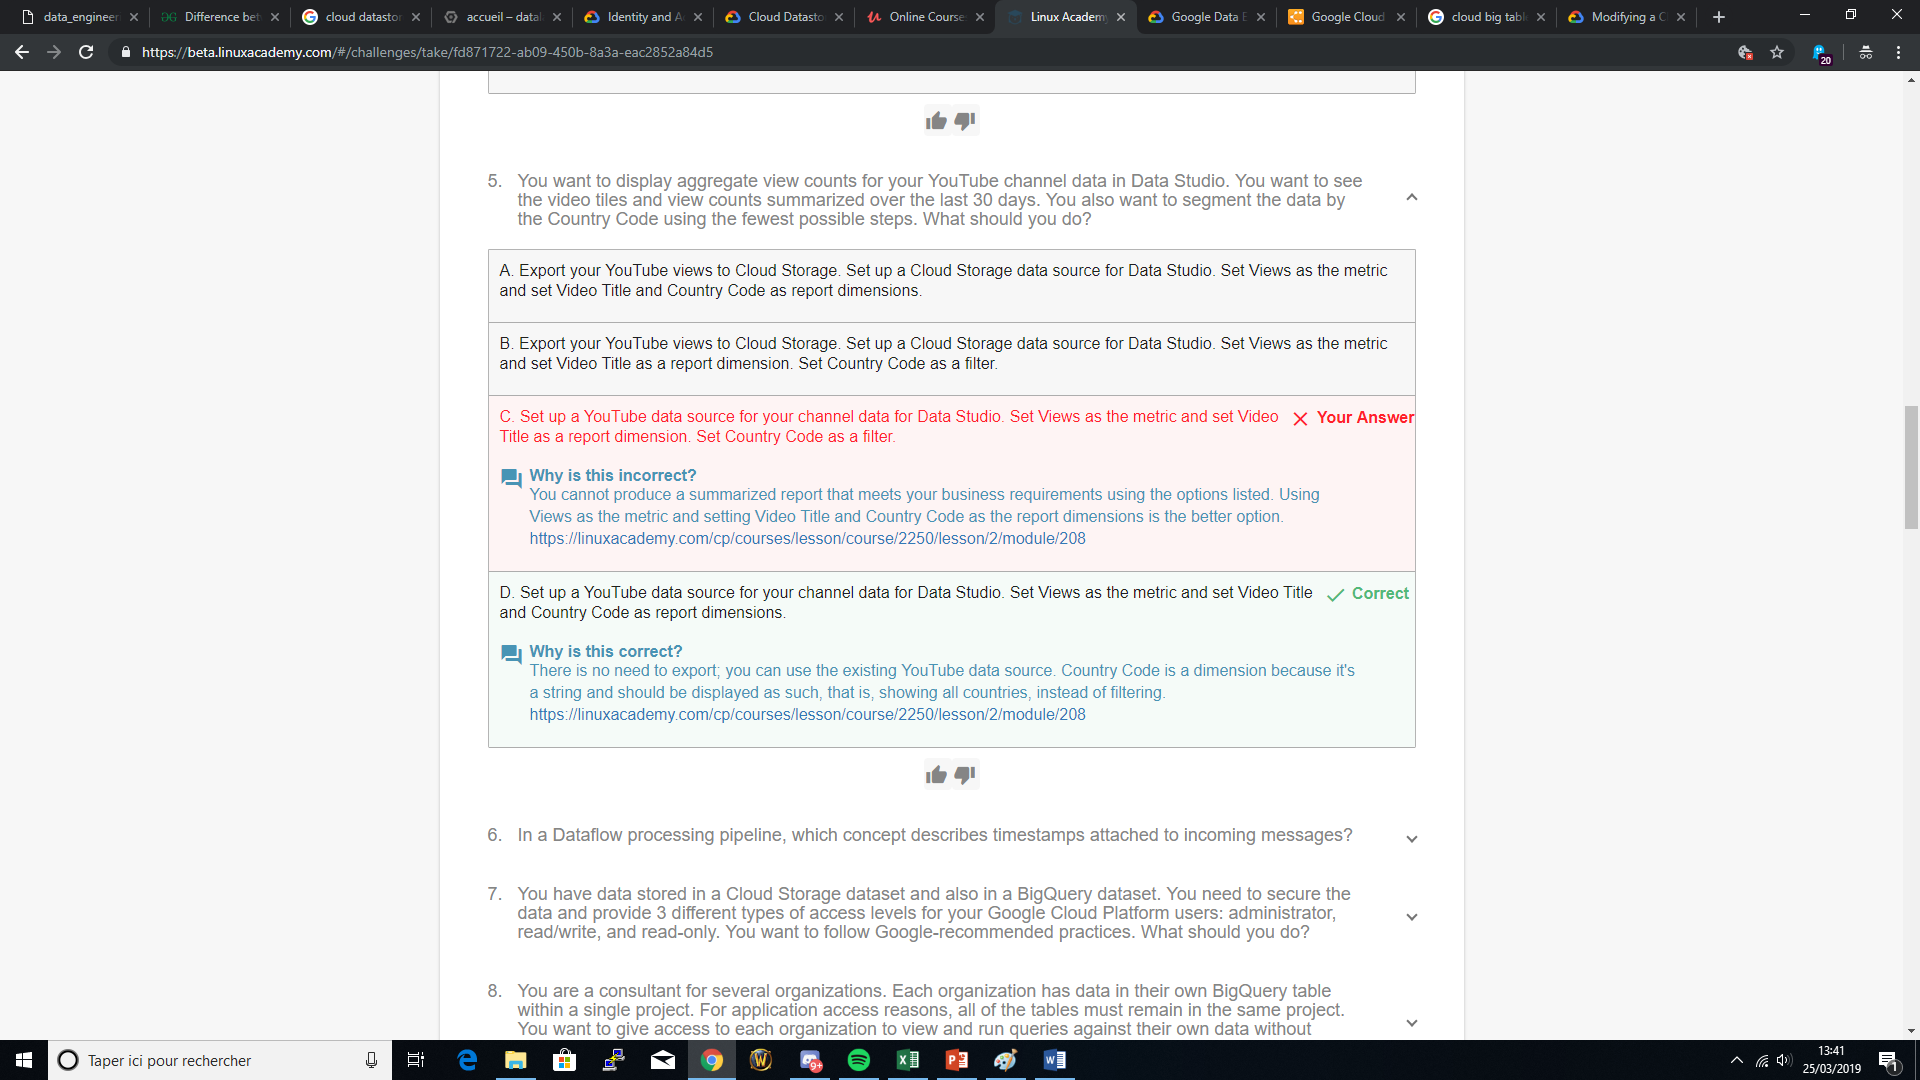 data_engineer
Difference bet
cloud datastor
accueil – datal
Identity and A
Cloud Datasto
Online Course
Linux Academy
Google Data E
Google Cloud
cloud big tabl
Modifying a C
https://beta.linuxacademy.com/#/challenges/take/fd871722-ab09-450b-8a3a-eac2852a84d5
20
5. You want to display aggregate view counts for your YouTube channel data in Data Studio. You want to see
the video tiles and view counts summarized over the last 30 days. You also want to segment the data by
the Country Code using the fewest possible steps. What should you do?
A. Export your YouTube views to Cloud Storage. Set up a Cloud Storage data source for Data Studio. Set Views as the metric
and set Video Title and Country Code as report dimensions.
B. Export your YouTube views to Cloud Storage. Set up a Cloud Storage data source for Data Studio. Set Views as the metric
and set Video Title as a report dimension. Set Country Code as a filter.
C. Set up a YouTube data source for your channel data for Data Studio. Set Views as the metric and set Video
Title as a report dimension. Set Country Code as a filter.
Your Answer
Why is this incorrect?
You cannot produce a summarized report that meets your business requirements using the options listed. Using
Views as the metric and setting Video Title and Country Code as the report dimensions is the better option.
https://linuxacademy.com/cp/courses/lesson/course/2250/lesson/2/module/208
D. Set up a YouTube data source for your channel data for Data Studio. Set Views as the metric and set Video Title
and Country Code as report dimensions.
Correct
Why is this correct?
There is no need to export; you can use the existing YouTube data source. Country Code is a dimension because it's
a string and should be displayed as such, that is, showing all countries, instead of filtering.
https://linuxacademy.com/cp/courses/lesson/course/2250/lesson/2/module/208
6. In a Dataflow processing pipeline, which concept describes timestamps attached to incoming messages?
7. You have data stored in a Cloud Storage dataset and also in a BigQuery dataset. You need to secure the
data and provide 3 different types of access levels for your Google Cloud Platform users: administrator,
read/write, and read-only. You want to follow Google-recommended practices. What should you do?
8. You are a consultant for several organizations. Each organization has data in their own BigQuery table
within a single project. For application access reasons, all of the tables must remain in the same project.
You want to give access to each organization to view and run queries against their own data without
Taper ici pour rechercher
9+
13:41
25/03/2019
1